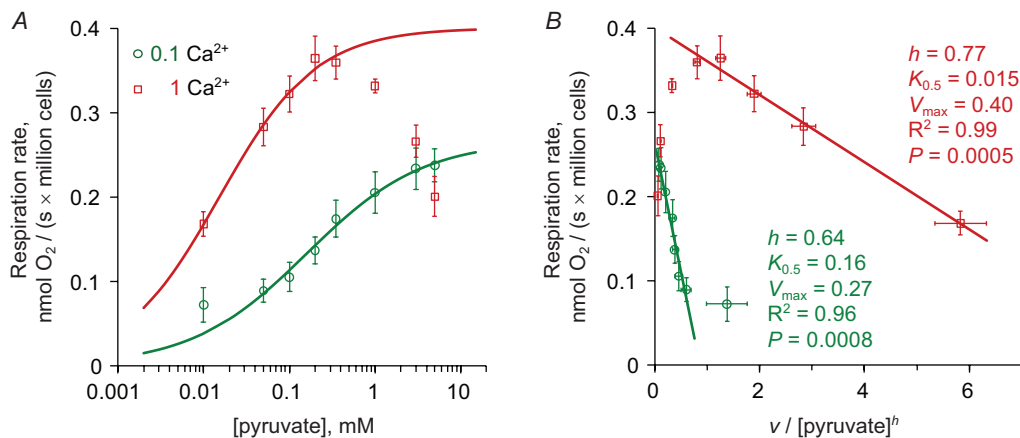 A
0.4
0.3
0.2
0.1
0
0.001
0.01
0.1
1
10
[pyruvate], mM
Respiration rate,
nmol O₂ / (s × million cells)
0.1 Ca²⁺
1 Ca²⁺
B
0.4
0.3
0.2
0.1
0
0
2
4
6
v / [pyruvate]ʰ
Respiration rate,
nmol O₂ / (s × million cells)
h = 0.77
K₀.₅ = 0.015
Vmax = 0.40
R² = 0.99
P = 0.0005
h = 0.64
K₀.₅ = 0.16
Vmax = 0.27
R² = 0.96
P = 0.0008